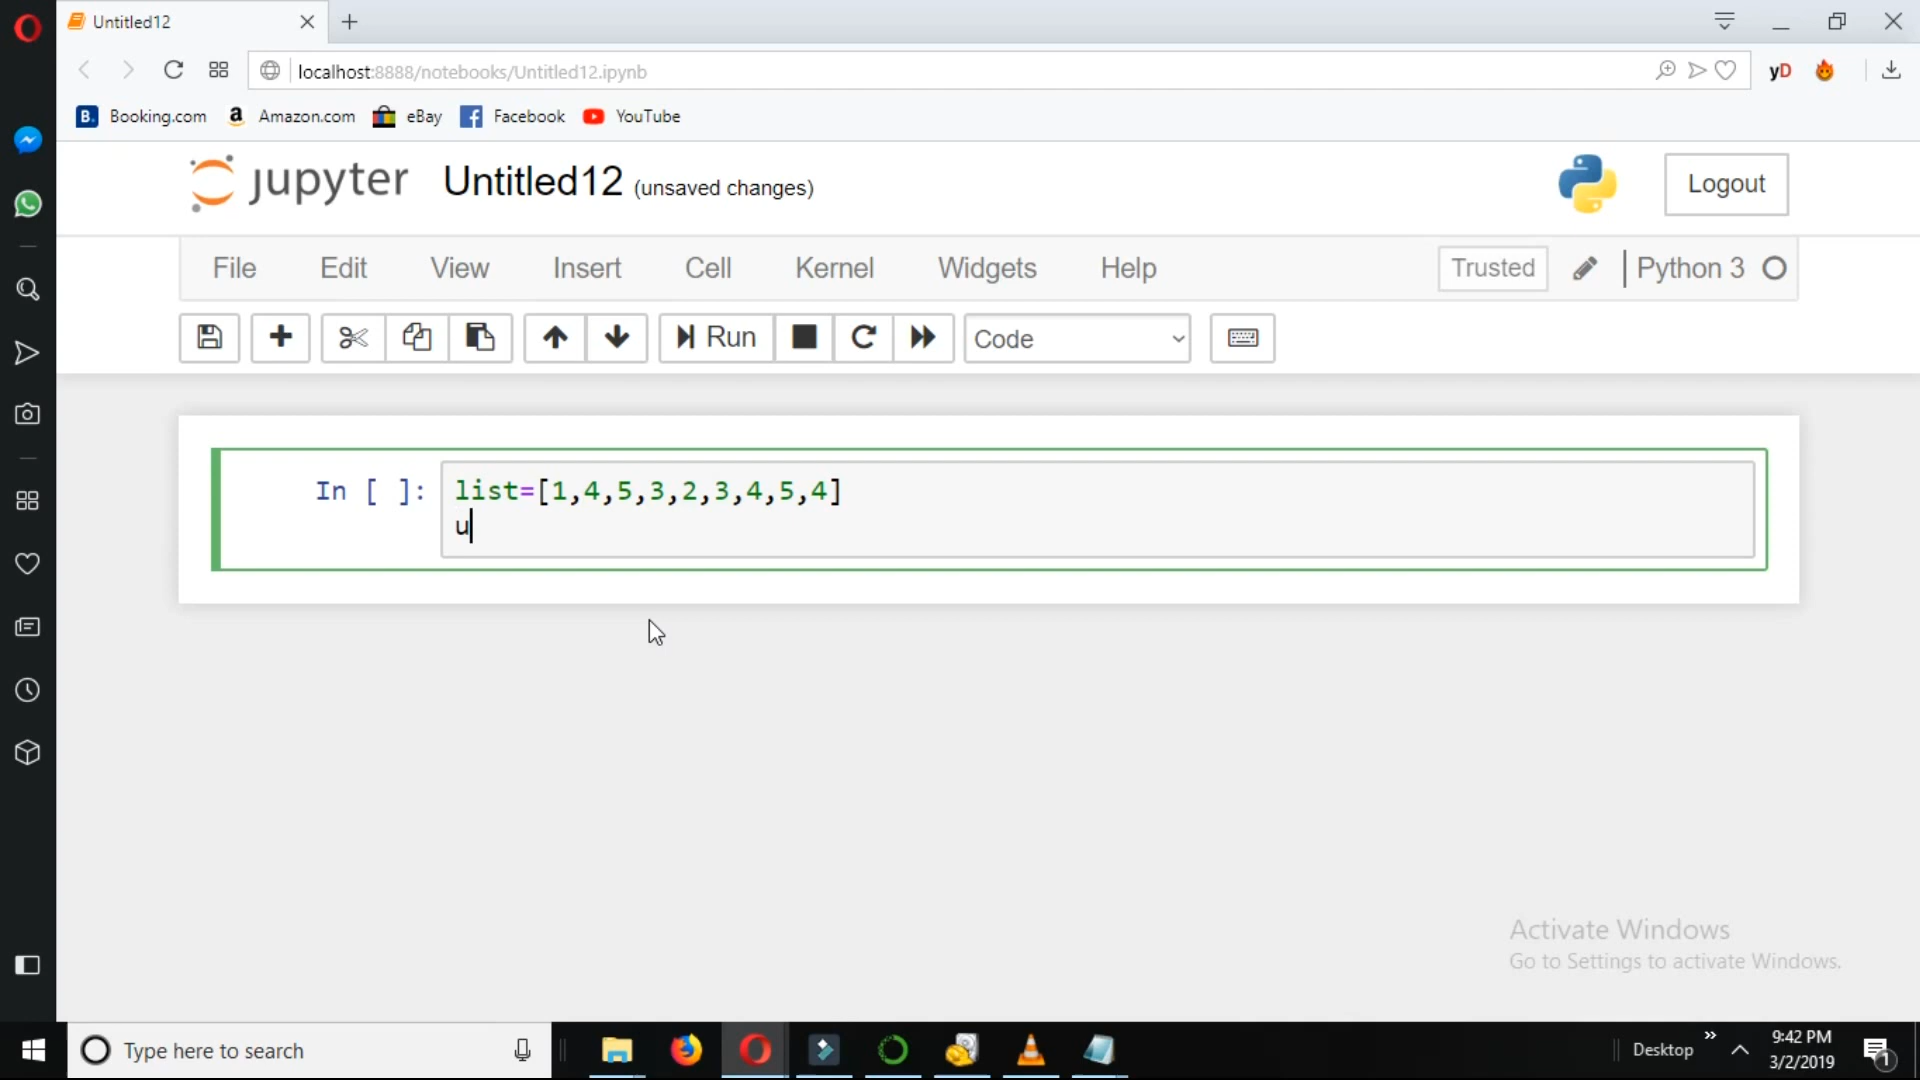 Untitled12
localhost:8888/notebooks/Untitled12.ipynb
yD
B. Booking.com a Amazon.com eBay Facebook YouTube
jupyter Untitled12 (unsaved changes)
Logout
File Edit View Insert Cell Kernel Widgets Help
Trusted
Python 3
Run
Code
In [ ]: list=[1,4,5,3,2,3,4,5,4]
u
Activate Windows
Go to Settings to activate Windows.
Type here to search
Desktop
9:42 PM
3/2/2019
1